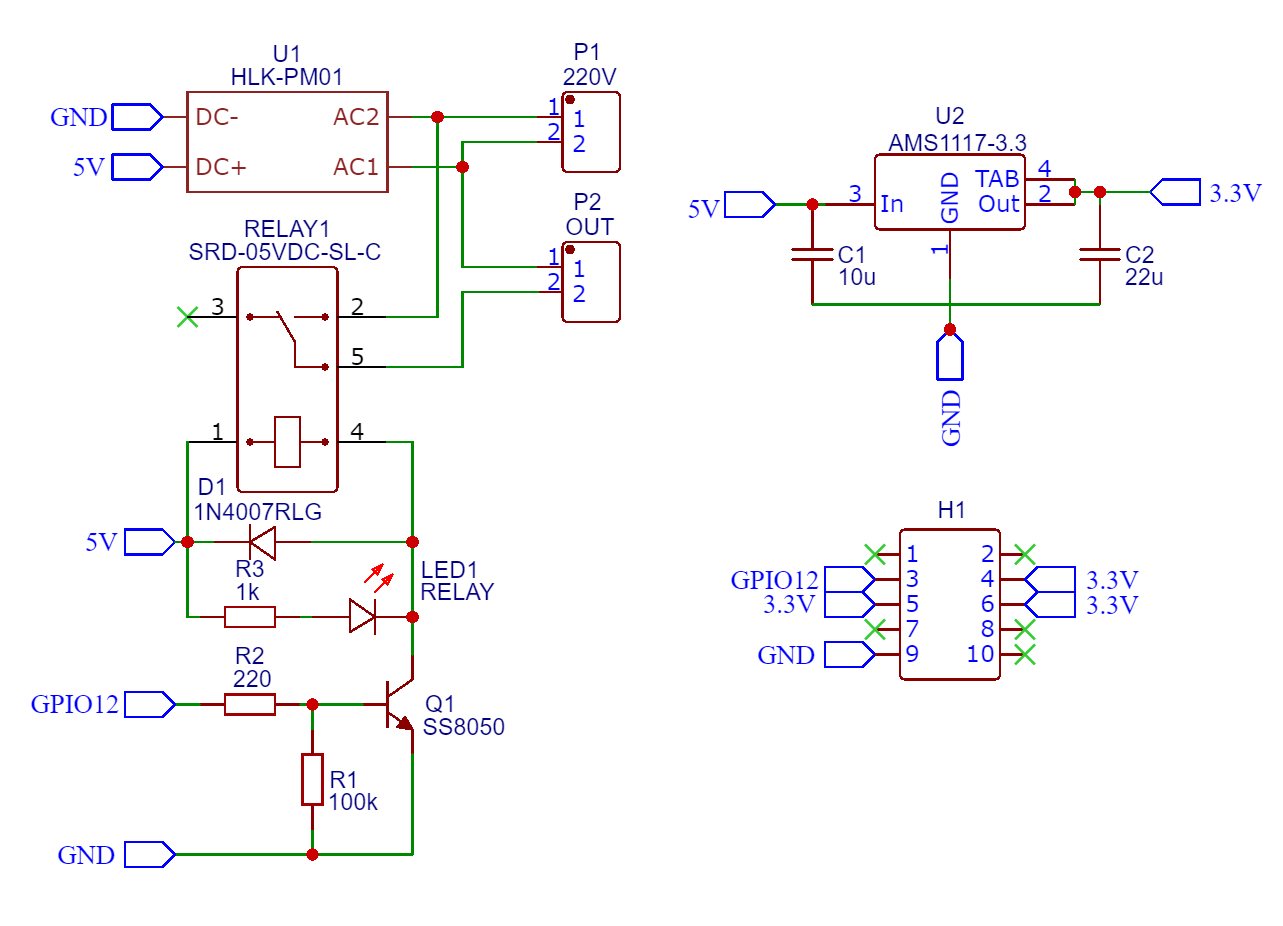 U1
HLK-PM01
GND
DC-
AC2
5V
DC+
AC1
P1
220V
1
1
2
2
P2
OUT
1
1
2
2
RELAY1
SRD-05VDC-SL-C
3
2
5
1
4
D1
1N4007RLG
5V
R3
1k
LED1
RELAY
R2
220
GPIO12
Q1
SS8050
R1
100k
GND
U2
AMS1117-3.3
5V
3
In
GND
1
TAB
4
Out
2
3.3V
C1
10u
C2
22u
GND
H1
1
2
GPIO12
3
4
3.3V
3.3V
5
6
3.3V
7
8
GND
9
10